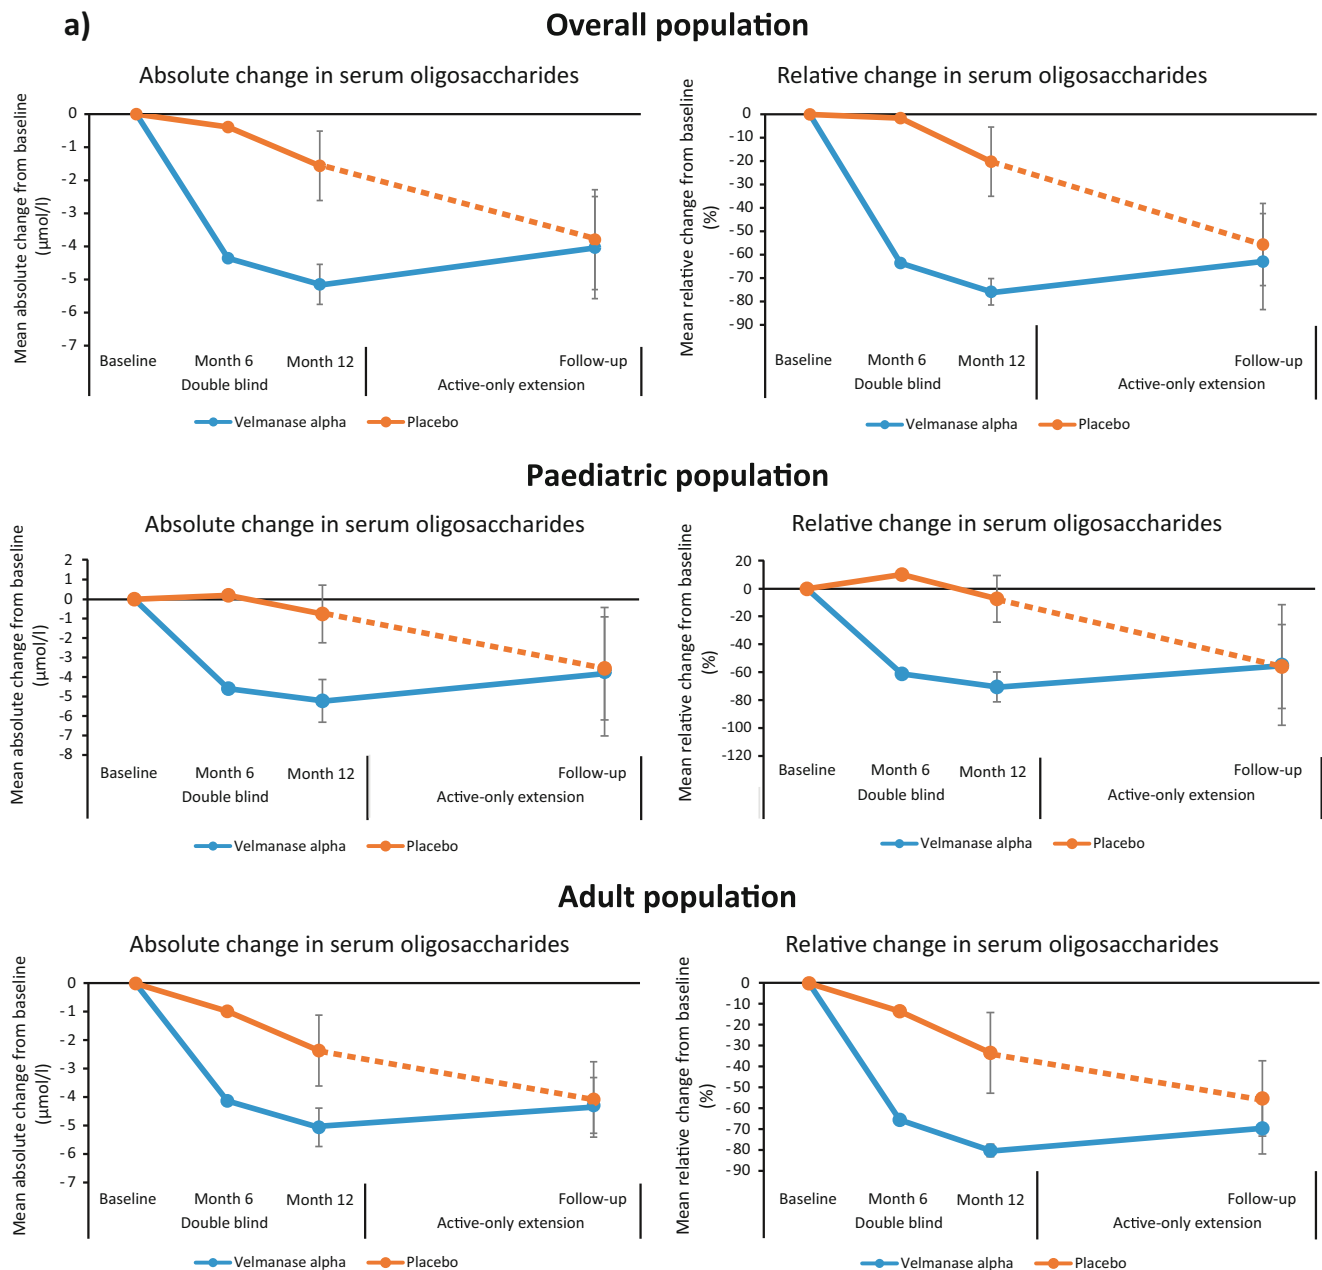 a)
Overall population
Absolute change in serum oligosaccharides
Mean absolute change from baseline
(μmol/l)
0
-1
-2
-3
-4
-5
-6
-7
Baseline
Month 6
Month 12
Follow-up
Double blind
Active-only extension
Velmanase alpha
Placebo
Relative change in serum oligosaccharides
Mean relative change from baseline
(%)
0
-10
-20
-30
-40
-50
-60
-70
-80
-90
Baseline
Month 6
Month 12
Follow-up
Double blind
Active-only extension
Velmanase alpha
Placebo
Paediatric population
Absolute change in serum oligosaccharides
Mean absolute change from baseline
(μmol/l)
2
1
0
-1
-2
-3
-4
-5
-6
-7
-8
Baseline
Month 6
Month 12
Follow-up
Double blind
Active-only extension
Velmanase alpha
Placebo
Relative change in serum oligosaccharides
Mean relative change from baseline
(%)
20
0
-20
-40
-60
-80
-100
-120
Baseline
Month 6
Month 12
Follow-up
Double blind
Active-only extension
Velmanase alpha
Placebo
Adult population
Absolute change in serum oligosaccharides
Mean absolute change from baseline
(μmol/l)
0
-1
-2
-3
-4
-5
-6
-7
Baseline
Month 6
Month 12
Follow-up
Double blind
Active-only extension
Velmanase alpha
Placebo
Relative change in serum oligosaccharides
Mean relative change from baseline
(%)
0
-10
-20
-30
-40
-50
-60
-70
-80
-90
Baseline
Month 6
Month 12
Follow-up
Double blind
Active-only extension
Velmanase alpha
Placebo